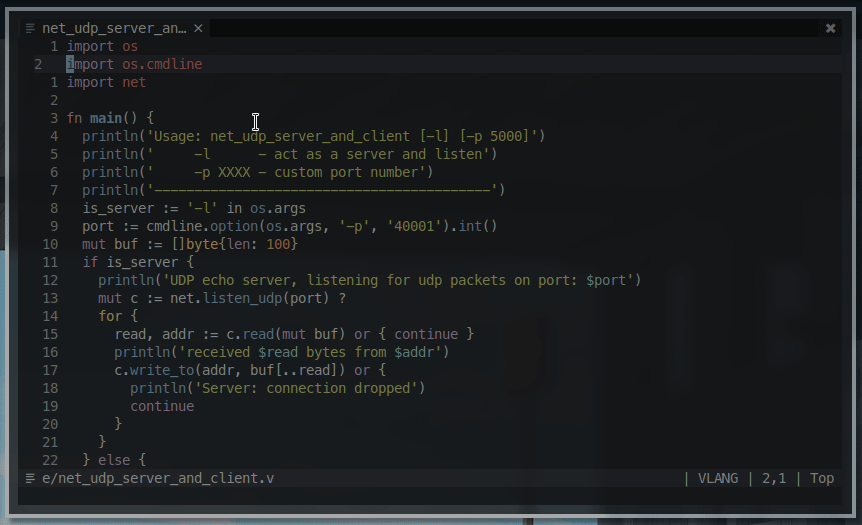 net_udp_server_an… ×
1 import os
2 import os.cmdline
1 import net
2
3 fn main() {
4   println('Usage: net_udp_server_and_client [-l] [-p 5000]')
5   println('     -l      - act as a server and listen')
6   println('     -p XXXX - custom port number')
7   println('------------------------------------------')
8   is_server := '-l' in os.args
9   port := cmdline.option(os.args, '-p', '40001').int()
10   mut buf := []byte{len: 100}
11   if is_server {
12     println('UDP echo server, listening for udp packets on port: $port')
13     mut c := net.listen_udp(port) ?
14     for {
15       read, addr := c.read(mut buf) or { continue }
16       println('received $read bytes from $addr')
17       c.write_to(addr, buf[..read]) or {
18         println('Server: connection dropped')
19         continue
20       }
21     }
22   } else {
e/net_udp_server_and_client.v | VLANG | 2,1 | Top